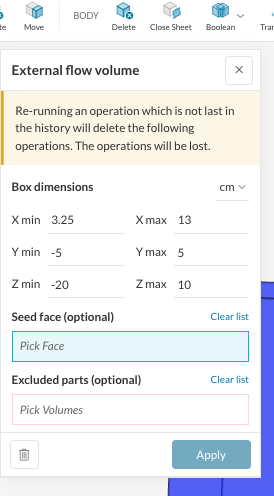 te Move BODY Delete Close Sheet Boolean Tran
External flow volume
Re-running an operation which is not last in
the history will delete the following
operations. The operations will be lost.
Box dimensions cm
X min 3.25 X max 13
Y min -5 Y max 5
Z min -20 Z max 10
Seed face (optional) Clear list
Pick Face
Excluded parts (optional) Clear list
Pick Volumes
Apply